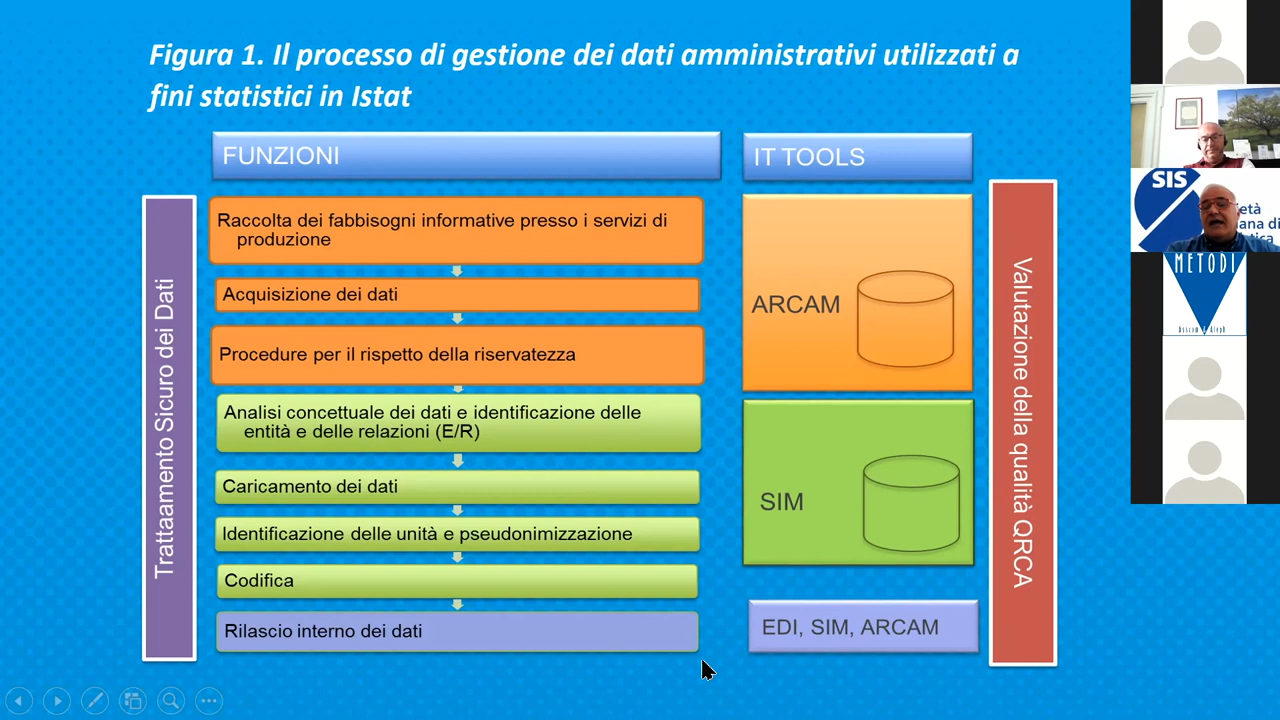 Figura 1. Il processo di gestione dei dati amministrativi utilizzati a
fini statistici in Istat
FUNZIONI
IT TOOLS
Trattaamento Sicuro dei Dati
Raccolta dei fabbisogni informative presso i servizi di
produzione
Acquisizione dei dati
Procedure per il rispetto della riservatezza
Analisi concettuale dei dati e identificazione delle
entità e delle relazioni (E/R)
Caricamento dei dati
Identificazione delle unità e pseudonimizzazione
Codifica
Rilascio interno dei dati
ARCAM
SIM
EDI, SIM, ARCAM
Valutazione della qualità QRCA
SIS
età
ana di
METODI